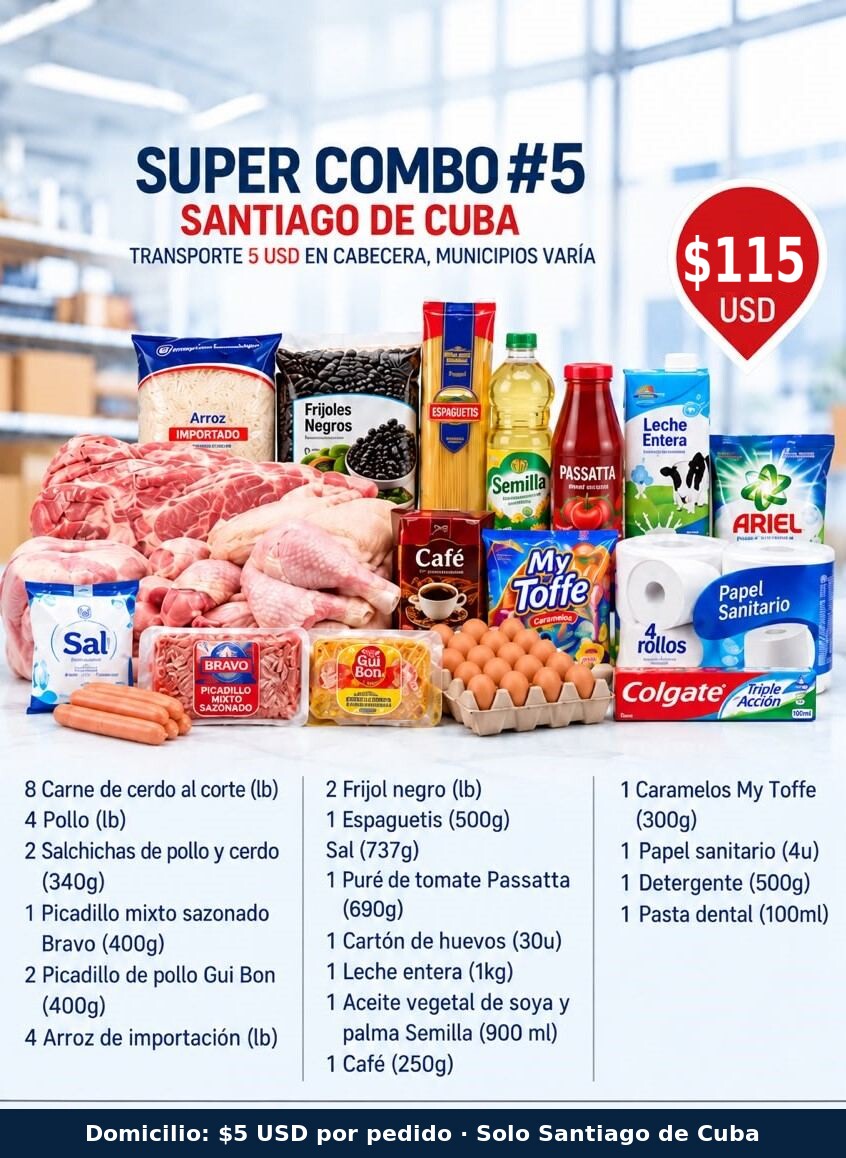 SUPER COMBO #5
SANTIAGO DE CUBA
TRANSPORTE 5 USD EN CABECERA, MUNICIPIOS VARÍA
$115
USD
Arroz
IMPORTADO
Frijoles
Negros
ESPAGUETIS
Semilla
PASSATTA
Leche
Entera
ARIEL
Café
My
Toffe
Caramelos
Papel
Sanitario
4
rollos
Sal
BRAVO
PICADILLO
MIXTO
SAZONADO
Gui
Bon
Colgate
Triple
Acción
100ml
8 Carne de cerdo al corte (lb)
4 Pollo (lb)
2 Salchichas de pollo y cerdo
(340g)
1 Picadillo mixto sazonado
Bravo (400g)
2 Picadillo de pollo Gui Bon
(400g)
4 Arroz de importación (lb)
2 Frijol negro (lb)
1 Espaguetis (500g)
Sal (737g)
1 Puré de tomate Passatta
(690g)
1 Cartón de huevos (30u)
1 Leche entera (1kg)
1 Aceite vegetal de soya y
palma Semilla (900 ml)
1 Café (250g)
1 Caramelos My Toffe
(300g)
1 Papel sanitario (4u)
1 Detergente (500g)
1 Pasta dental (100ml)
Domicilio: $5 USD por pedido · Solo Santiago de Cuba